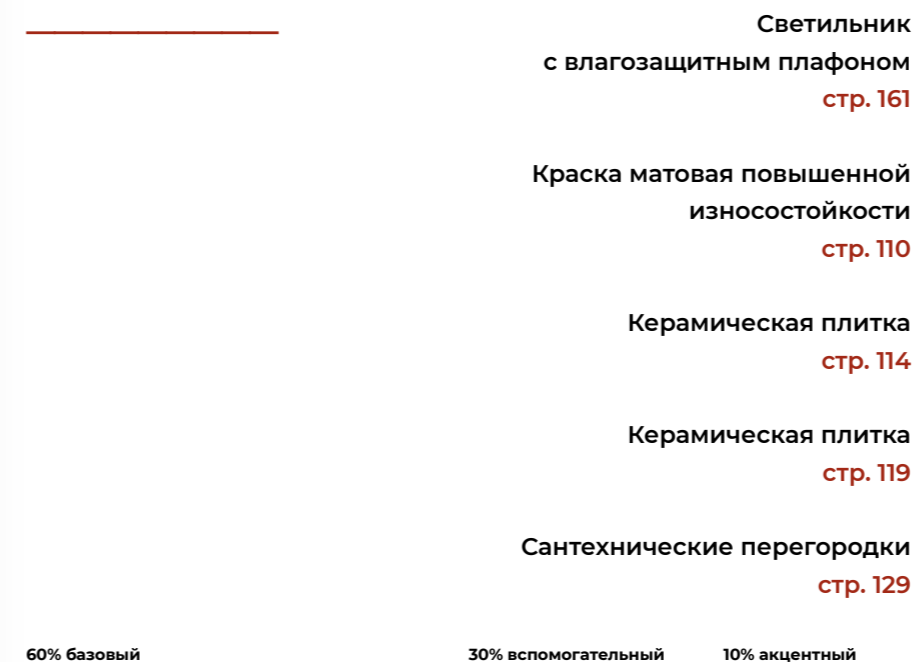 Светильник
с влагозащитным плафоном
стр. 161
Краска матовая повышенной
износостойкости
стр. 110
Керамическая плитка
стр. 114
Керамическая плитка
стр. 119
Сантехнические перегородки
стр. 129
60% базовый 30% вспомогательный 10% акцентный